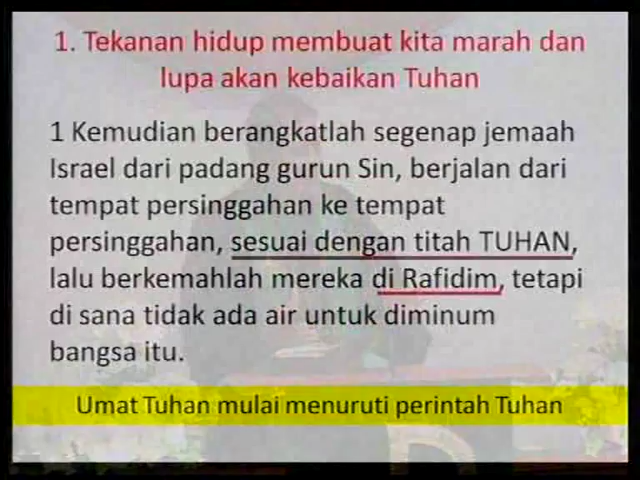 1. Tekanan hidup membuat kita marah dan
lupa akan kebaikan Tuhan
1 Kemudian berangkatlah segenap jemaah
Israel dari padang gurun Sin, berjalan dari
tempat persinggahan ke tempat
persinggahan, sesuai dengan titah TUHAN,
lalu berkemahlah mereka di Rafidim, tetapi
di sana tidak ada air untuk diminum
bangsa itu.
Umat Tuhan mulai menuruti perintah Tuhan